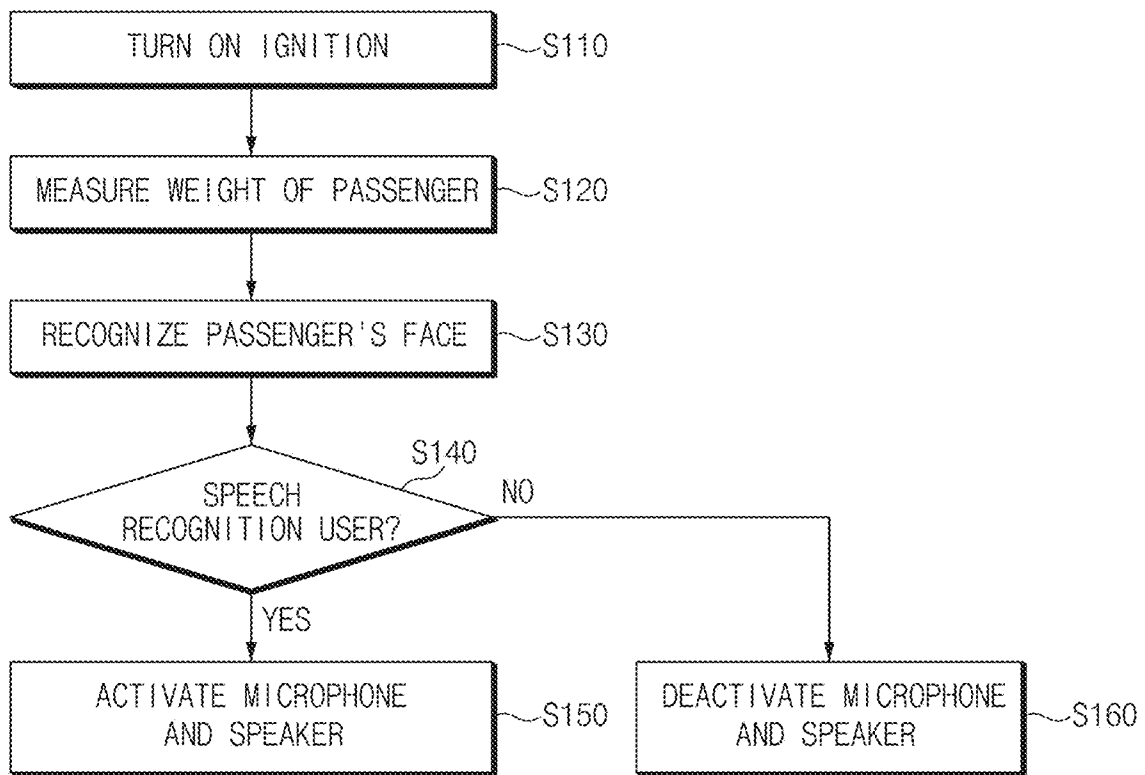 TURN ON IGNITION
S110
MEASURE WEIGHT OF PASSENGER
S120
RECOGNIZE PASSENGER'S FACE
S130
S140
SPEECH
RECOGNITION USER?
NO
YES
ACTIVATE MICROPHONE
AND SPEAKER
S150
DEACTIVATE MICROPHONE
AND SPEAKER
S160